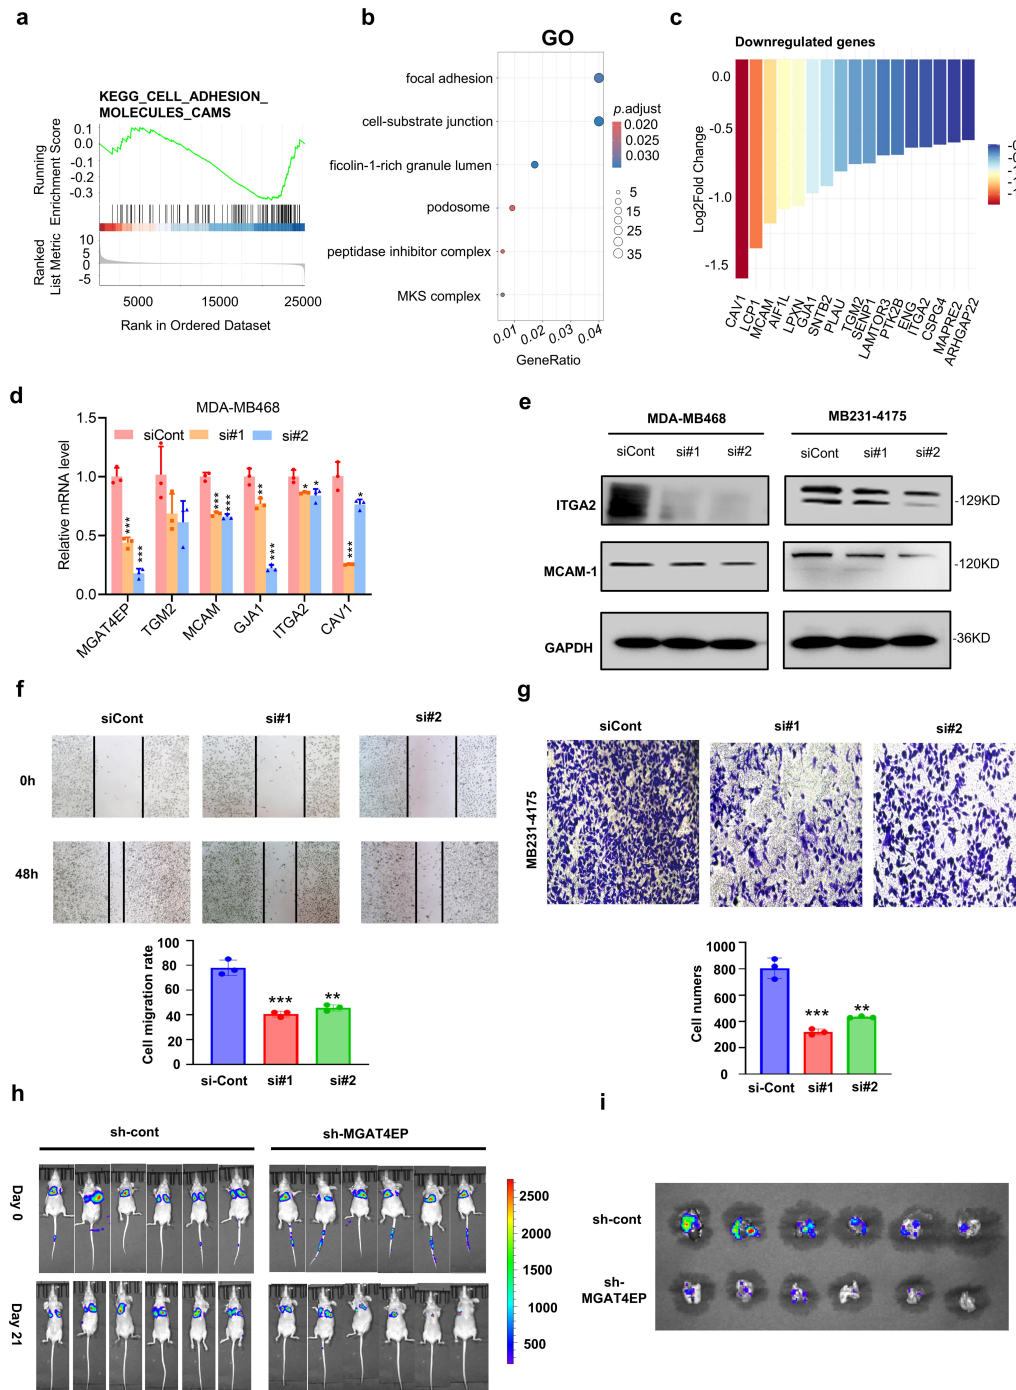 a
KEGG_CELL_ADHESION_
MOLECULES_CAMS
Running
Enrichment Score
0.1
0.0
-0.1
-0.2
-0.3
Ranked
List Metric
10
5
0
-5
5000
15000
25000
Rank in Ordered Dataset
b
GO
focal adhesion
cell-substrate junction
ficolin-1-rich granule lumen
podosome
peptidase inhibitor complex
MKS complex
0.01
0.02
0.03
0.04
GeneRatio
p.adjust
0.020
0.025
0.030
5
15
25
35
c
Downregulated genes
Log2Fold Change
0.0
-0.5
-1.0
-1.5
CAV1
LCP1
MCAM
AIF1L
LPXN
GJA1
SNTB2
PLAU
TGM2
SENP1
LAMTOR3
PTK2B
ENG
ITGA2
CSPG4
MAPRE2
ARHGAP22
d
MDA-MB468
siCont si#1 si#2
Relative mRNA level
1.5
1.0
0.5
0.0
*** *** *** *** ** *** * * *** *
MGAT4EP
TGM2
MCAM
GJA1
ITGA2
CAV1
e
MDA-MB468
MB231-4175
siCont si#1 si#2
siCont si#1 si#2
ITGA2
-129KD
MCAM-1
-120KD
GAPDH
-36KD
f
siCont si#1 si#2
0h
48h
Cell migration rate
100
80
60
40
20
0
*** **
si-Cont si#1 si#2
g
siCont si#1 si#2
MB231-4175
Cell numers
1000
800
600
400
200
0
*** **
si-Cont si#1 si#2
h
sh-cont
sh-MGAT4EP
Day 0
Day 21
2500
2000
1500
1000
500
i
sh-cont
sh-
MGAT4EP